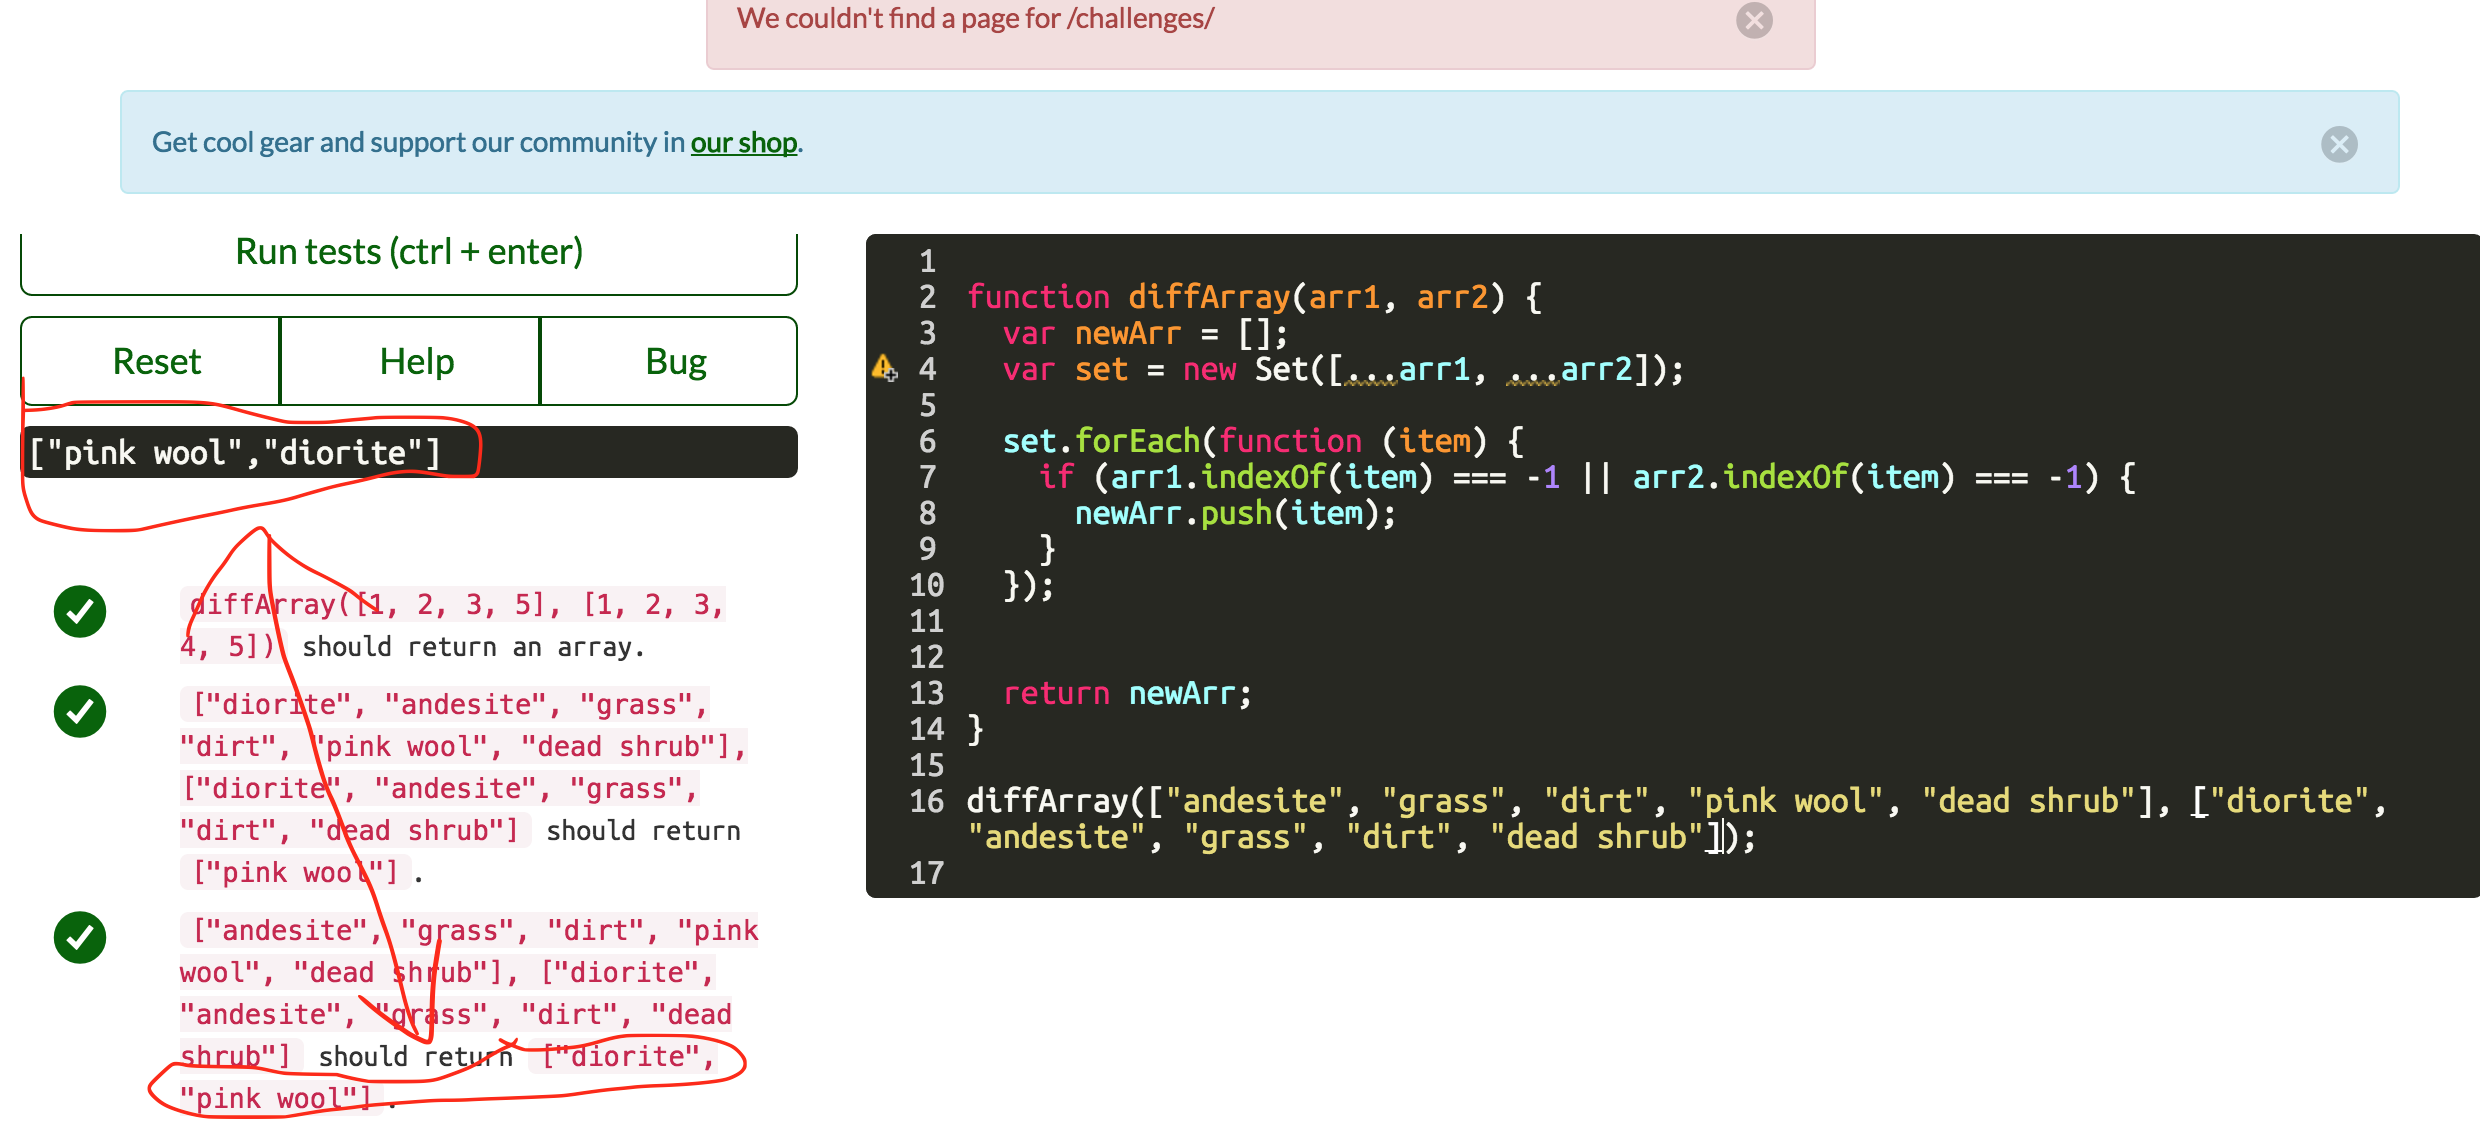 We couldn't find a page for /challenges/
Get cool gear and support our community in our shop.
Run tests (ctrl + enter)
Reset
Help
Bug
["pink wool","diorite"]
diffArray([1, 2, 3, 5], [1, 2, 3,
4, 5]) should return an array.
["diorite", "andesite", "grass",
"dirt", "pink wool", "dead shrub"],
["diorite", "andesite", "grass",
"dirt", "dead shrub"] should return
["pink wool"] .
["andesite", "grass", "dirt", "pink
wool", "dead shrub"], ["diorite",
"andesite", "grass", "dirt", "dead
shrub"] should return ["diorite",
"pink wool"] .
1
2 function diffArray(arr1, arr2) {
3 var newArr = [];
4 var set = new Set([...arr1, ...arr2]);
5
6 set.forEach(function (item) {
7 if (arr1.indexOf(item) === -1 || arr2.indexOf(item) === -1) {
8 newArr.push(item);
9 }
10 });
11
12
13 return newArr;
14 }
15
16 diffArray(["andesite", "grass", "dirt", "pink wool", "dead shrub"], ["diorite",
"andesite", "grass", "dirt", "dead shrub"]);
17